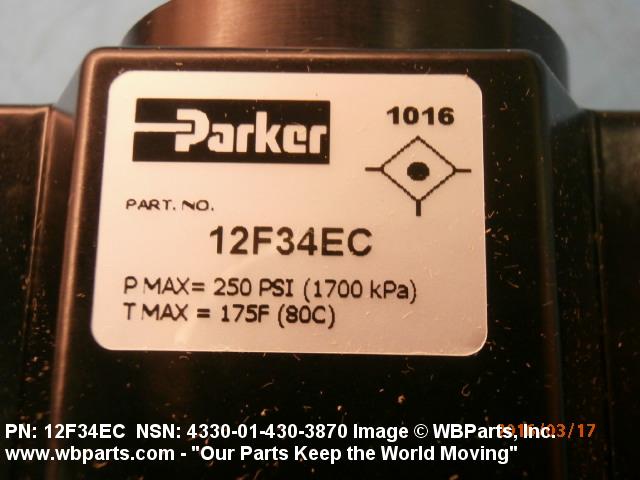 Parker
1016
PART. NO.
12F34EC
P MAX= 250 PSI (1700 kPa)
T MAX = 175F (80C)
PN: 12F34EC  NSN: 4330-01-430-3870 Image © WBParts, Inc.
www.wbparts.com - "Our Parts Keep the World Moving"